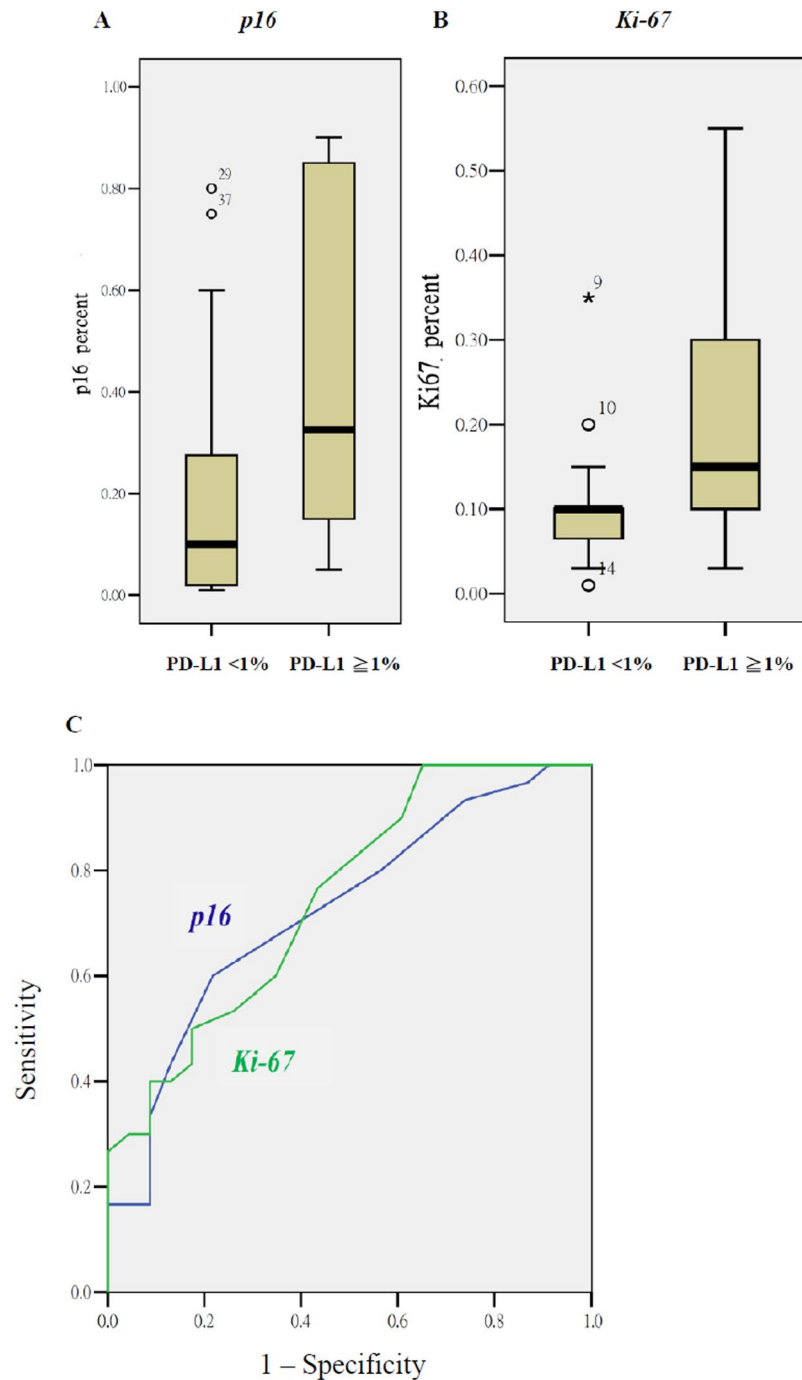 A p16
1.00
0.80
0.60
0.40
0.20
0.00
p16. percent
29
37
PD-L1 <1% PD-L1 ≧1%
B Ki-67
0.60
0.50
0.40
0.30
0.20
0.10
0.00
Ki67. percent
9
10
14
PD-L1 <1% PD-L1 ≧1%
C
1.0
0.8
0.6
0.4
0.2
0.0
Sensitivity
p16
Ki-67
0.0 0.2 0.4 0.6 0.8 1.0
1 – Specificity